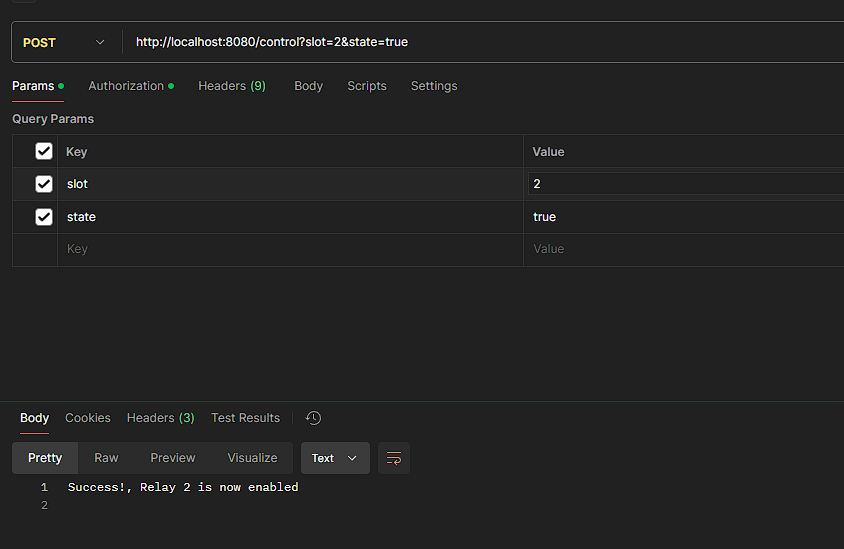 POST http://localhost:8080/control?slot=2&state=true
Params Authorization Headers (9) Body Scripts Settings
Query Params
Key Value
slot 2
state true
Key Value
Body Cookies Headers (3) Test Results
Pretty Raw Preview Visualize Text
1 Success!, Relay 2 is now enabled
2